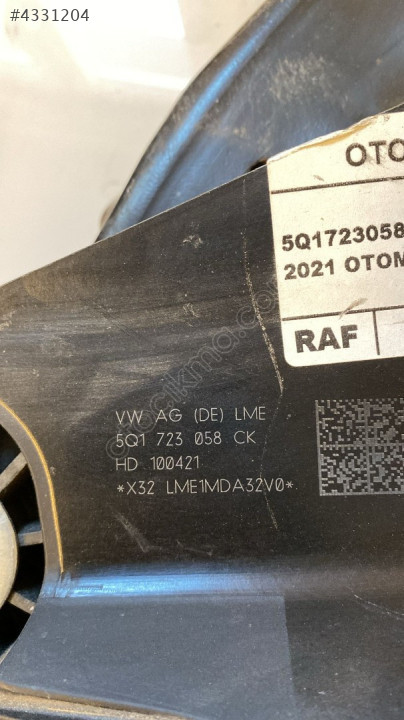 #4331204
OTO
5Q1723058
2021 OTOM
RAF
VW AG (DE) LME
5Q1 723 058 CK
HD 100421
*X32 LME1MDA32V0*